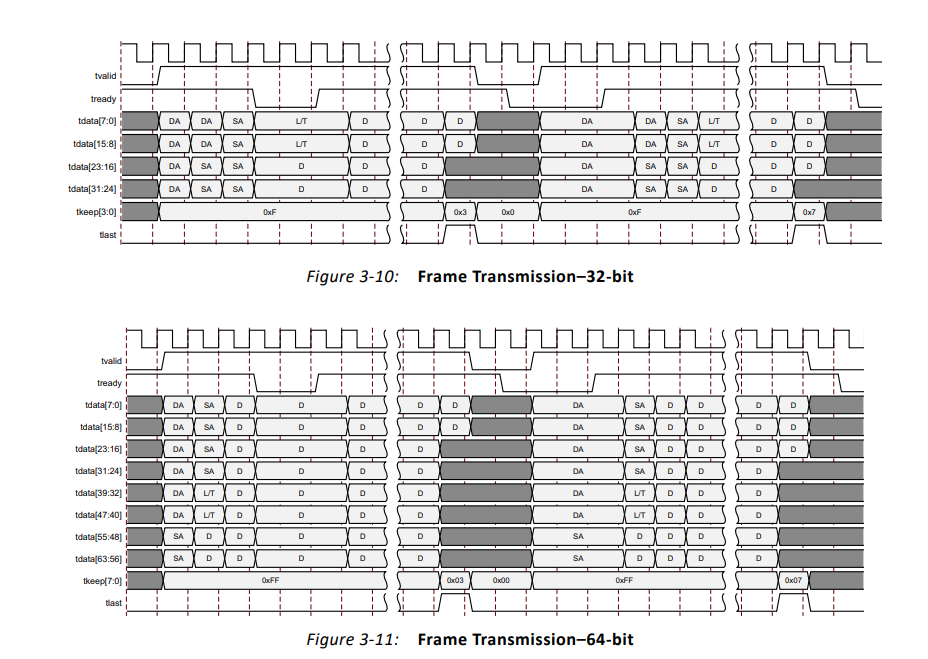 tvalid
tready
tdata[7:0] DA DA SA L/T D D D DA DA SA L/T D D
tdata[15:8] DA DA SA L/T D D D DA DA SA L/T D D
tdata[23:16] DA SA SA D D D DA SA SA D D D
tdata[31:24] DA SA SA D D D DA SA SA D D
tkeep[3:0] 0xF 0x3 0x0 0xF 0x7
tlast
Figure 3-10: Frame Transmission–32-bit
tvalid
tready
tdata[7:0] DA SA D D D D D DA SA D D D D
tdata[15:8] DA SA D D D D D DA SA D D D D
tdata[23:16] DA SA D D D D DA SA D D D D
tdata[31:24] DA SA D D D D DA SA D D D
tdata[39:32] DA L/T D D D D DA L/T D D D
tdata[47:40] DA L/T D D D D DA L/T D D D
tdata[55:48] SA D D D D D SA D D D D
tdata[63:56] SA D D D D D SA D D D D
tkeep[7:0] 0xFF 0x03 0x00 0xFF 0x07
tlast
Figure 3-11: Frame Transmission–64-bit